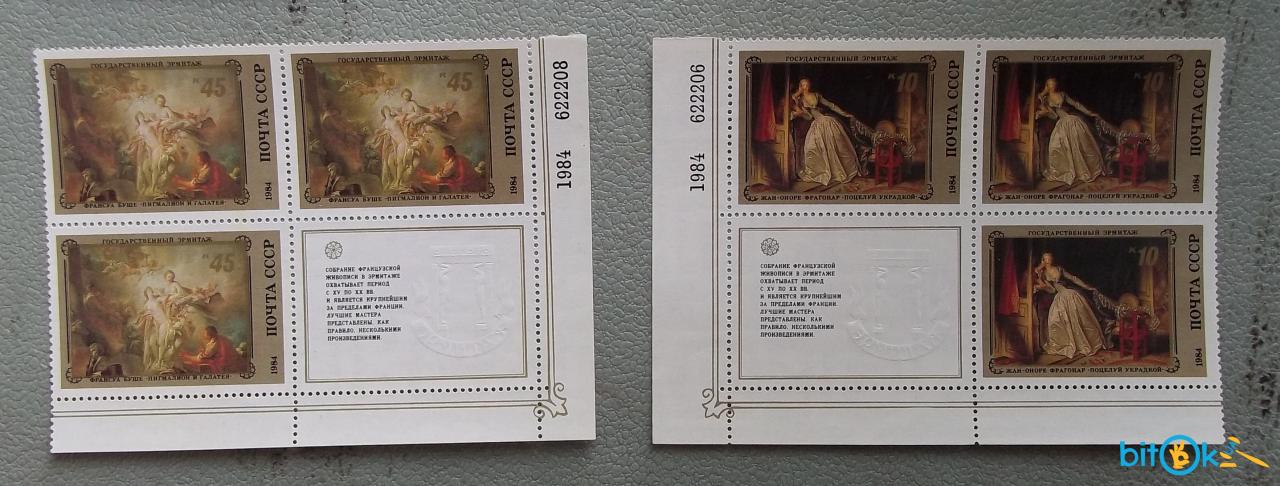 ГОСУДАРСТВЕННЫЙ ЭРМИТАЖ
К 45
ПОЧТА СССР
1984
ФРАНСУА БУШЕ "ПИГМАЛИОН И ГАЛАТЕЯ"
ГОСУДАРСТВЕННЫЙ ЭРМИТАЖ
К 45
ПОЧТА СССР
1984
ФРАНСУА БУШЕ "ПИГМАЛИОН И ГАЛАТЕЯ"
1984 622208
ГОСУДАРСТВЕННЫЙ ЭРМИТАЖ
К 45
ПОЧТА СССР
1984
ФРАНСУА БУШЕ "ПИГМАЛИОН И ГАЛАТЕЯ"
СОБРАНИЕ ФРАНЦУЗСКОЙ
ЖИВОПИСИ В ЭРМИТАЖЕ
ОХВАТЫВАЕТ ПЕРИОД
С XV ПО XX ВВ.
И ЯВЛЯЕТСЯ КРУПНЕЙШИМ
ЗА ПРЕДЕЛАМИ ФРАНЦИИ.
ЛУЧШИЕ МАСТЕРА
ПРЕДСТАВЛЕНЫ, КАК
ПРАВИЛО, НЕСКОЛЬКИМИ
ПРОИЗВЕДЕНИЯМИ.
1984 622206
ГОСУДАРСТВЕННЫЙ ЭРМИТАЖ
К 10
ПОЧТА СССР
1984
ЖАН-ОНОРЕ ФРАГОНАР "ПОЦЕЛУЙ УКРАДКОЙ"
ГОСУДАРСТВЕННЫЙ ЭРМИТАЖ
К 10
ПОЧТА СССР
1984
ЖАН-ОНОРЕ ФРАГОНАР "ПОЦЕЛУЙ УКРАДКОЙ"
СОБРАНИЕ ФРАНЦУЗСКОЙ
ЖИВОПИСИ В ЭРМИТАЖЕ
ОХВАТЫВАЕТ ПЕРИОД
С XV ПО XX ВВ.
И ЯВЛЯЕТСЯ КРУПНЕЙШИМ
ЗА ПРЕДЕЛАМИ ФРАНЦИИ.
ЛУЧШИЕ МАСТЕРА
ПРЕДСТАВЛЕНЫ, КАК
ПРАВИЛО, НЕСКОЛЬКИМИ
ПРОИЗВЕДЕНИЯМИ.
ГОСУДАРСТВЕННЫЙ ЭРМИТАЖ
К 10
ПОЧТА СССР
1984
ЖАН-ОНОРЕ ФРАГОНАР "ПОЦЕЛУЙ УКРАДКОЙ"
bitok